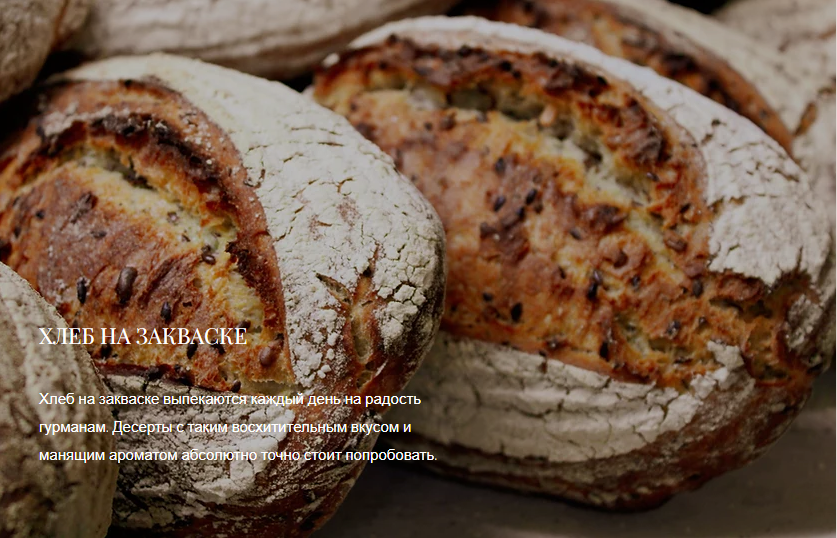 ХЛЕБ НА ЗАКВАСКЕ
Хлеб на закваске выпекаются каждый день на радость
гурманам. Десерты с таким восхитительным вкусом и
манящим ароматом абсолютно точно стоит попробовать.